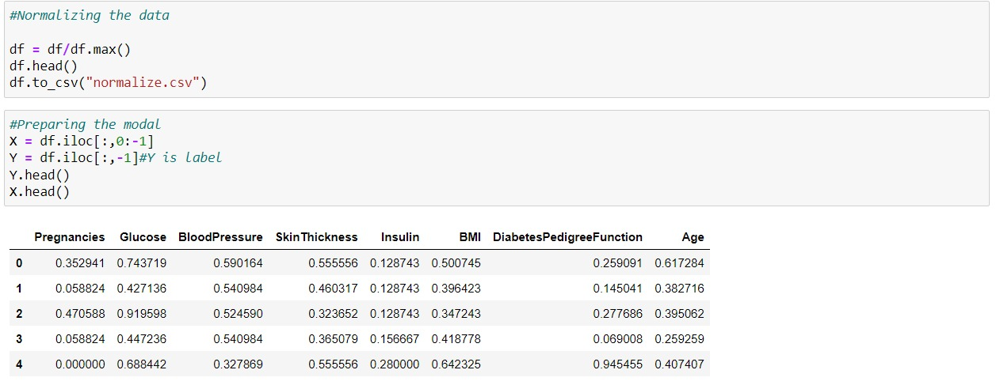 #Normalizing the data
df = df/df.max()
df.head()
df.to_csv("normalize.csv")
#Preparing the modal
X = df.iloc[:,0:-1]
Y = df.iloc[:,-1]#Y is label
Y.head()
X.head()
Pregnancies Glucose BloodPressure SkinThickness Insulin BMI DiabetesPedigreeFunction Age
0 0.352941 0.743719 0.590164 0.555556 0.128743 0.500745 0.259091 0.617284
1 0.058824 0.427136 0.540984 0.460317 0.128743 0.396423 0.145041 0.382716
2 0.470588 0.919598 0.524590 0.323652 0.128743 0.347243 0.277686 0.395062
3 0.058824 0.447236 0.540984 0.365079 0.156667 0.418778 0.069008 0.259259
4 0.000000 0.688442 0.327869 0.555556 0.280000 0.642325 0.945455 0.407407